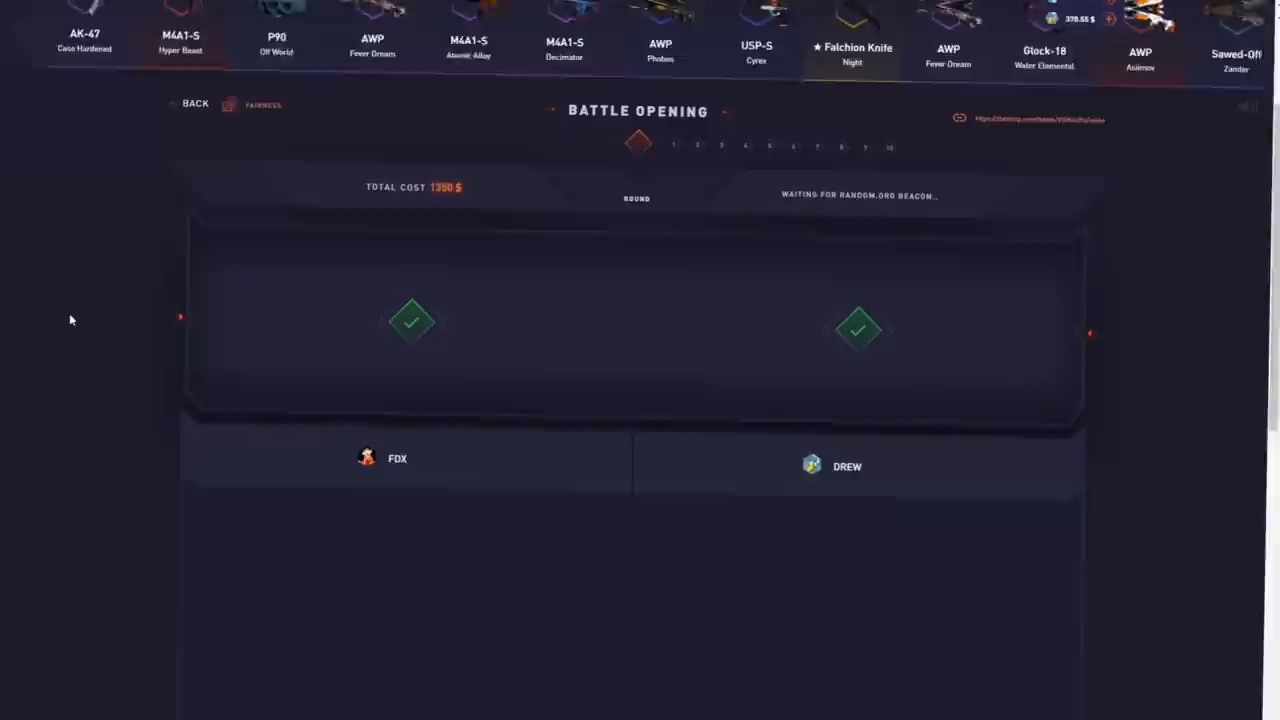 AK-47
Case Hardened
M4A1-S
Hyper Beast
P90
Off World
AWP
Fever Dream
M4A1-S
Atomic Alloy
M4A1-S
Decimator
AWP
Phobos
USP-S
Cyrex
★ Falchion Knife
Night
AWP
Fever Dream
370.55 $
Glock-18
Water Elemental
AWP
Asiimov
Sawed-Off
Zander
BACK
FAIRNESS
BATTLE OPENING
1 2 3 4 5 6 7 8 9 10
TOTAL COST 1350 $
ROUND
WAITING FOR RANDOM.ORG BEACON...
FDX
DREW